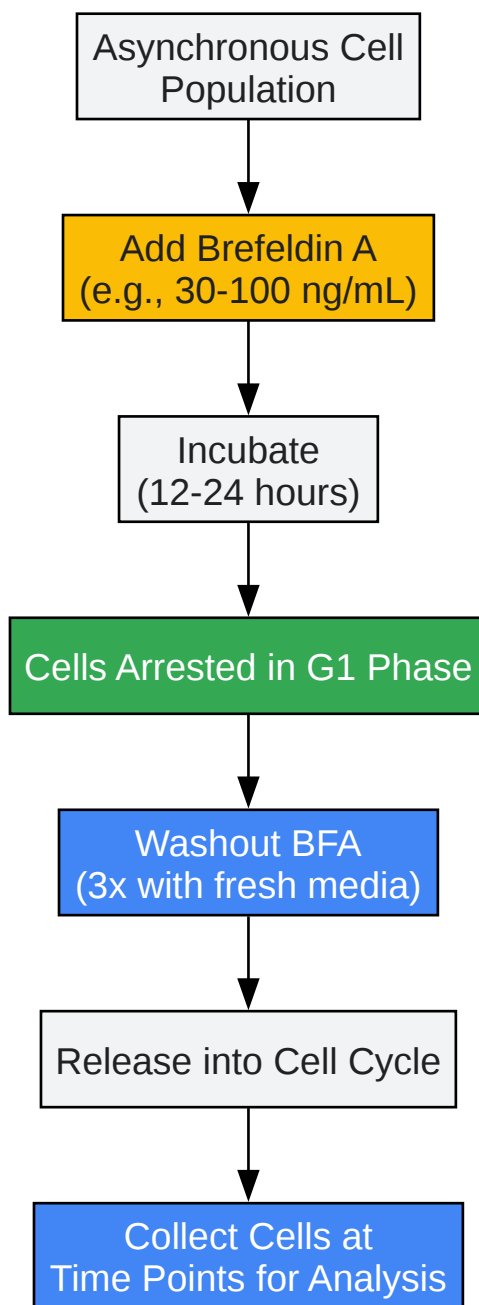 Asynchronous Cell
Population
Add Brefeldin A
(e.g., 30-100 ng/mL)
Incubate
(12-24 hours)
Cells Arrested in G1 Phase
Washout BFA
(3x with fresh media)
Release into Cell Cycle
Collect Cells at
Time Points for Analysis